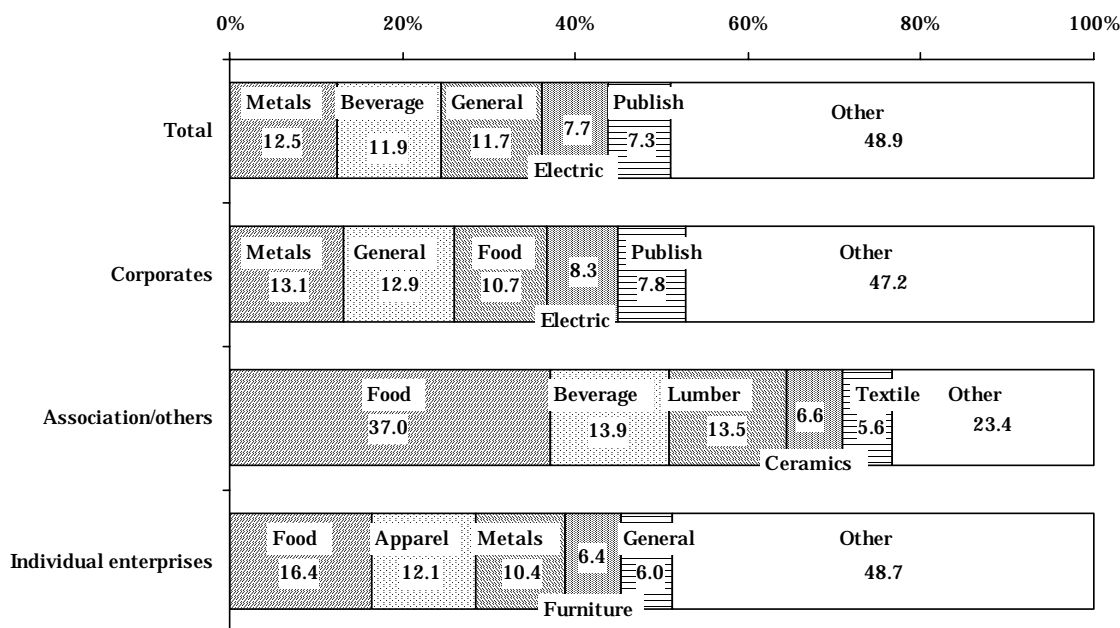 0% 20% 40% 60% 80% 100%
Metals Beverage General Publish Other
Total 12.5 11.9 11.7 7.7 7.3 48.9
Electric
Metals General Food Publish Other
Corporates 13.1 12.9 10.7 8.3 7.8 47.2
Electric
Food Beverage Lumber Textile Other
Association/others 37.0 13.9 13.5 6.6 5.6 23.4
Ceramics
Food Apparel Metals General Other
Individual enterprises 16.4 12.1 10.4 6.4 6.0 48.7
Furniture